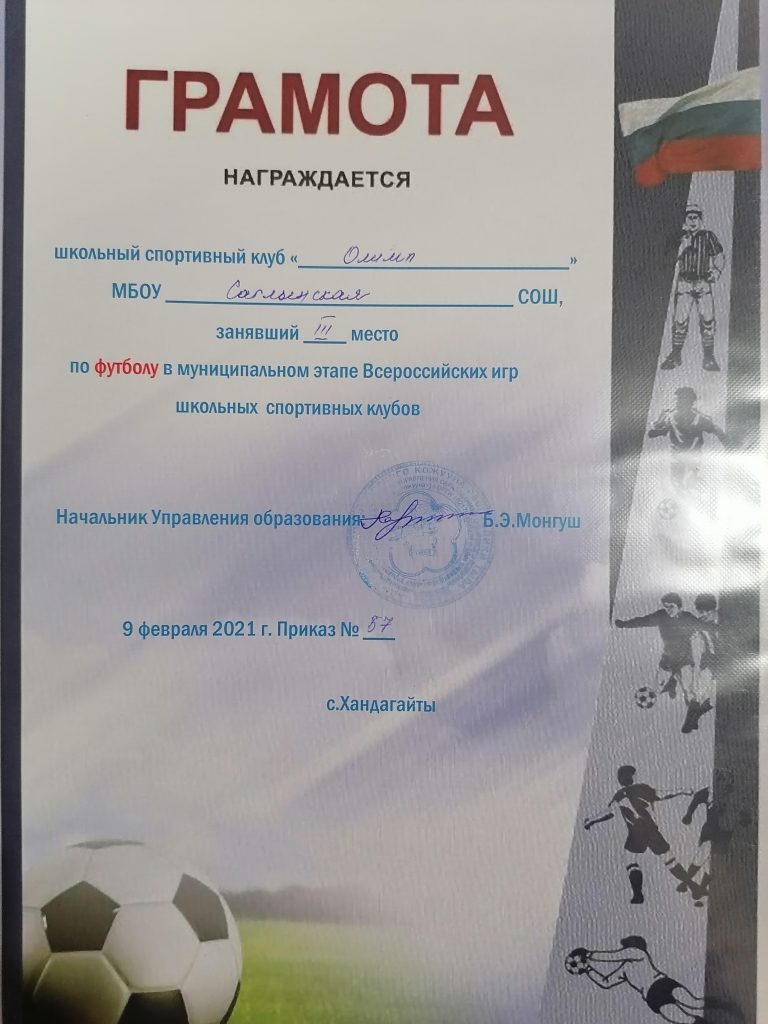 ГРАМОТА
НАГРАЖДАЕТСЯ
школьный спортивный клуб «Олимп»
МБОУ Саглынская СОШ,
занявший III место
по футболу в муниципальном этапе Всероссийских игр
школьных спортивных клубов
Начальник Управления образования: Б.Э.Монгуш
9 февраля 2021 г. Приказ № 57
с.Хандагайты